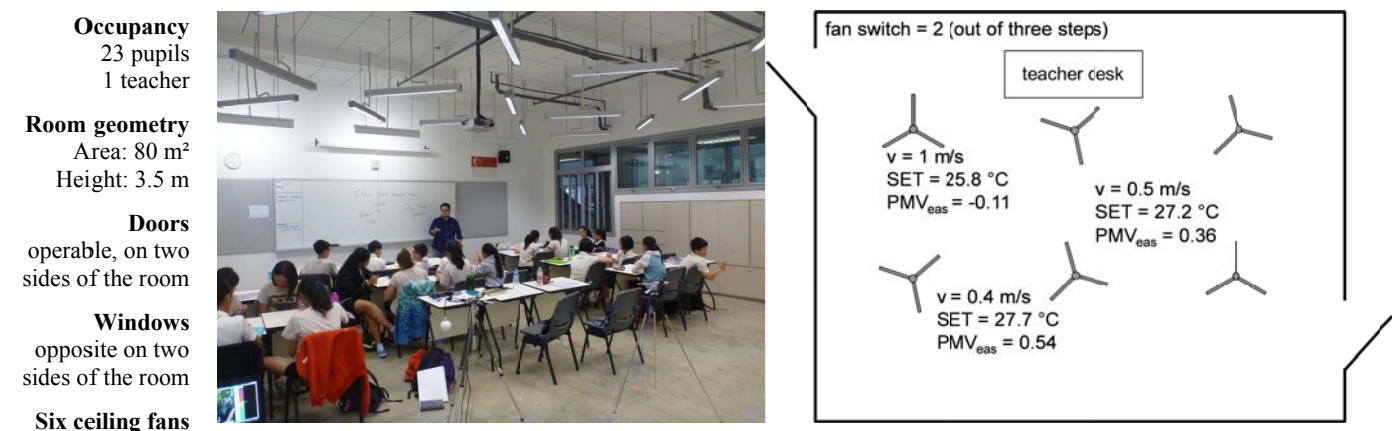 Occupancy
23 pupils
1 teacher
Room geometry
Area: 80 m²
Height: 3.5 m
Doors
operable, on two
sides of the room
Windows
opposite on two
sides of the room
Six ceiling fans
fan switch = 2 (out of three steps)
teacher desk
v = 1 m/s
SET = 25.8 °C
PMVeas = -0.11
v = 0.5 m/s
SET = 27.2 °C
PMVeas = 0.36
v = 0.4 m/s
SET = 27.7 °C
PMVeas = 0.54